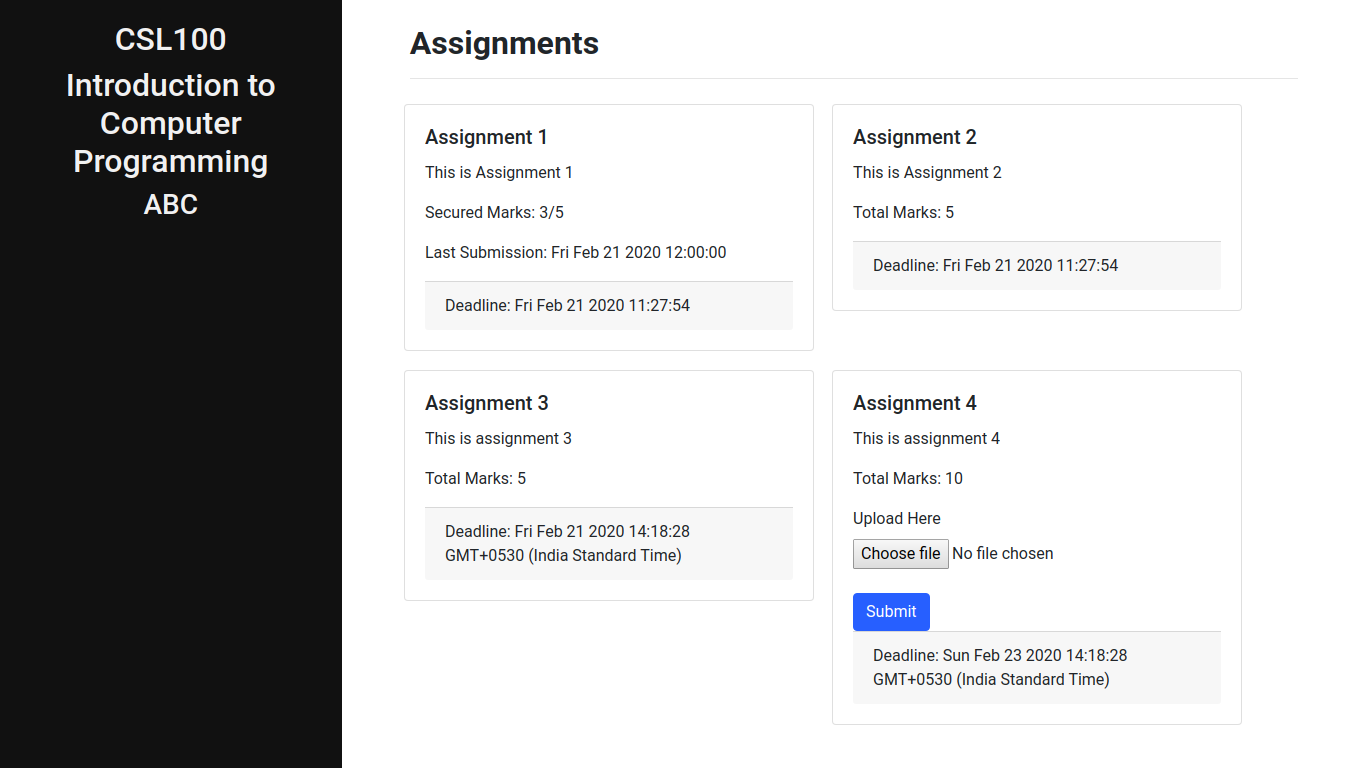 CSL100
Introduction to
Computer
Programming
ABC
Assignments
Assignment 1
This is Assignment 1
Secured Marks: 3/5
Last Submission: Fri Feb 21 2020 12:00:00
Deadline: Fri Feb 21 2020 11:27:54
Assignment 2
This is Assignment 2
Total Marks: 5
Deadline: Fri Feb 21 2020 11:27:54
Assignment 3
This is assignment 3
Total Marks: 5
Deadline: Fri Feb 21 2020 14:18:28
GMT+0530 (India Standard Time)
Assignment 4
This is assignment 4
Total Marks: 10
Upload Here
Choose file No file chosen
Submit
Deadline: Sun Feb 23 2020 14:18:28
GMT+0530 (India Standard Time)